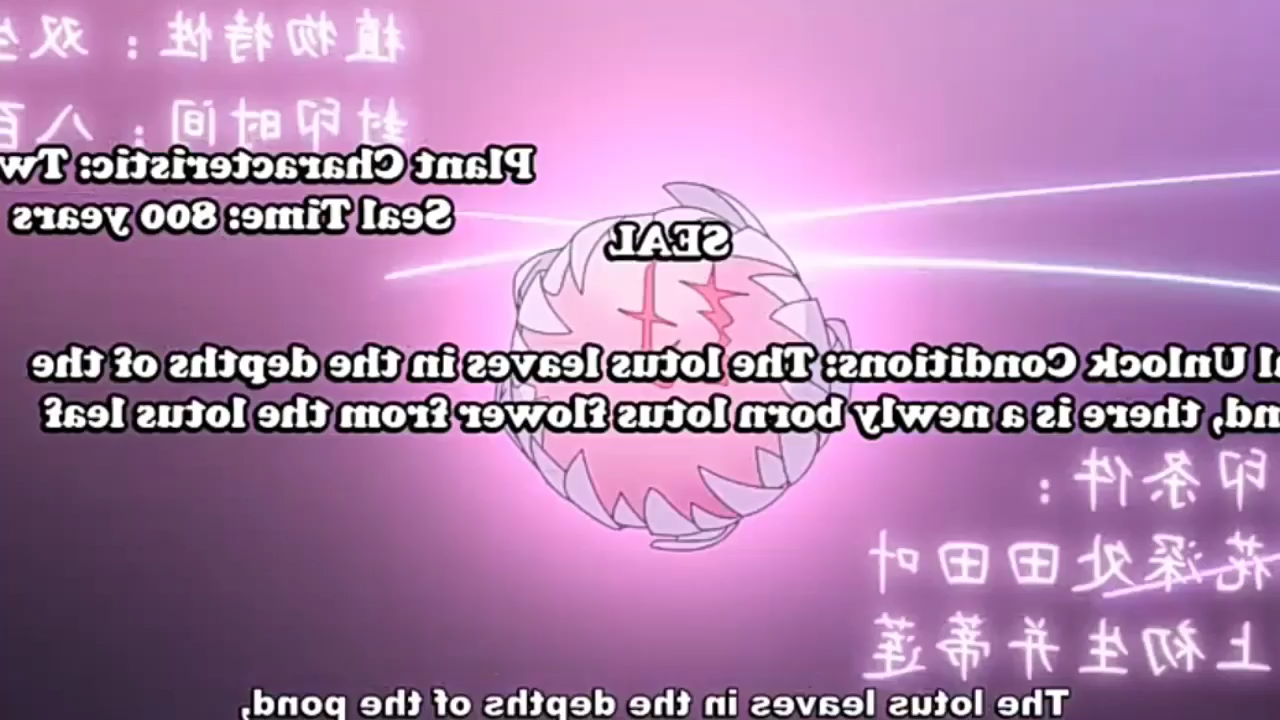 植物特性：双生
封印时间：八百
Plant Characteristic: Tw
Seal Time: 800 years
SEAL
l Unlock Conditions: The lotus leaves in the depths of the
nd, there is a newly born lotus flower from the lotus leaf
印条件：
花深处田田叶
上初生并蒂莲
The lotus leaves in the depths of the pond,